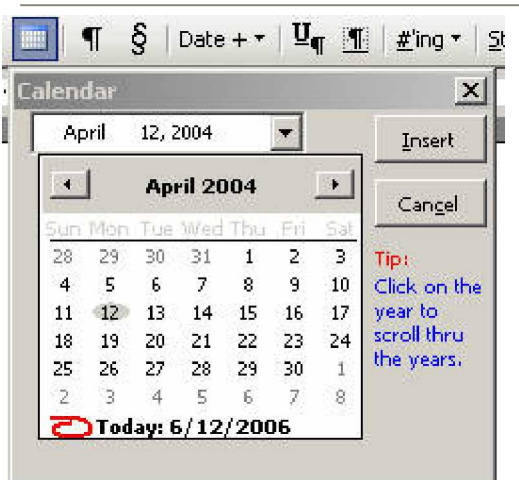 ¶ § Date + U¶ ¶ #'ing St
Calendar X
April 12, 2004
Insert
April 2004
Cancel
Sun Mon Tue Wed Thu Fri Sat
28 29 30 31 1 2 3
4 5 6 7 8 9 10
11 12 13 14 15 16 17
18 19 20 21 22 23 24
25 26 27 28 29 30 1
2 3 4 5 6 7 8
Today: 6/12/2006
Tip:
Click on the
year to
scroll thru
the years.